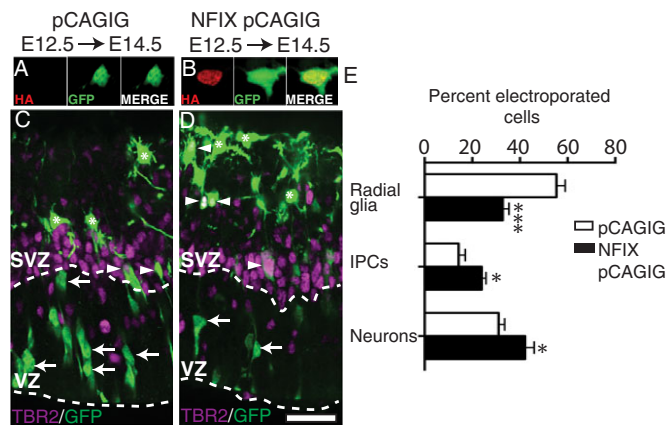 pCAGIG
E12.5 → E14.5
NFIX pCAGIG
E12.5 → E14.5
A
HA
GFP
MERGE
B
HA
GFP
MERGE
C
*
*
*
SVZ
VZ
TBR2/GFP
D
*
*
*
SVZ
VZ
TBR2/GFP
E
Percent electroporated
cells
0 20 40 60 80
Radial
glia
***
IPCs
*
Neurons
*
pCAGIG
NFIX
pCAGIG